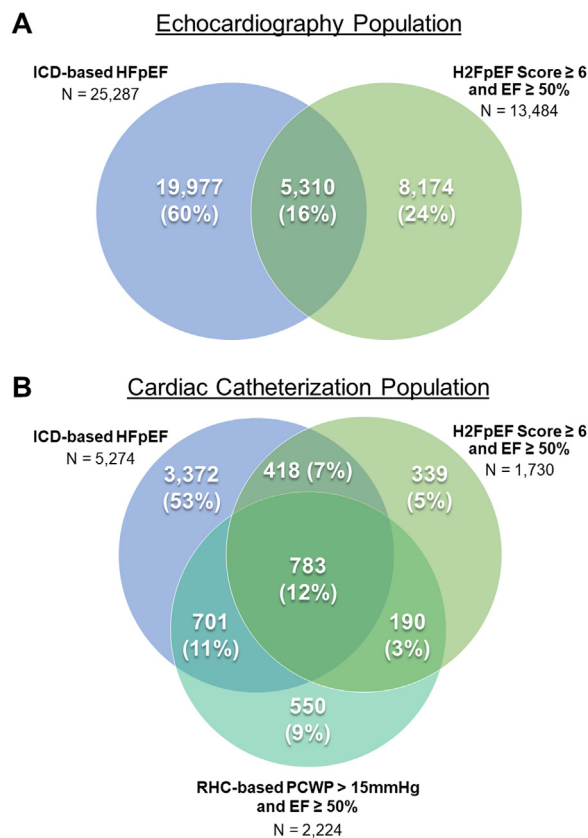 A
Echocardiography Population
ICD-based HFpEF
N = 25,287
H2FpEF Score ≥ 6
and EF ≥ 50%
N = 13,484
19,977
(60%)
5,310
(16%)
8,174
(24%)
B
Cardiac Catheterization Population
ICD-based HFpEF
N = 5,274
H2FpEF Score ≥ 6
and EF ≥ 50%
N = 1,730
3,372
(53%)
418 (7%)
339
(5%)
783
(12%)
701
(11%)
190
(3%)
550
(9%)
RHC-based PCWP > 15mmHg
and EF ≥ 50%
N = 2,224